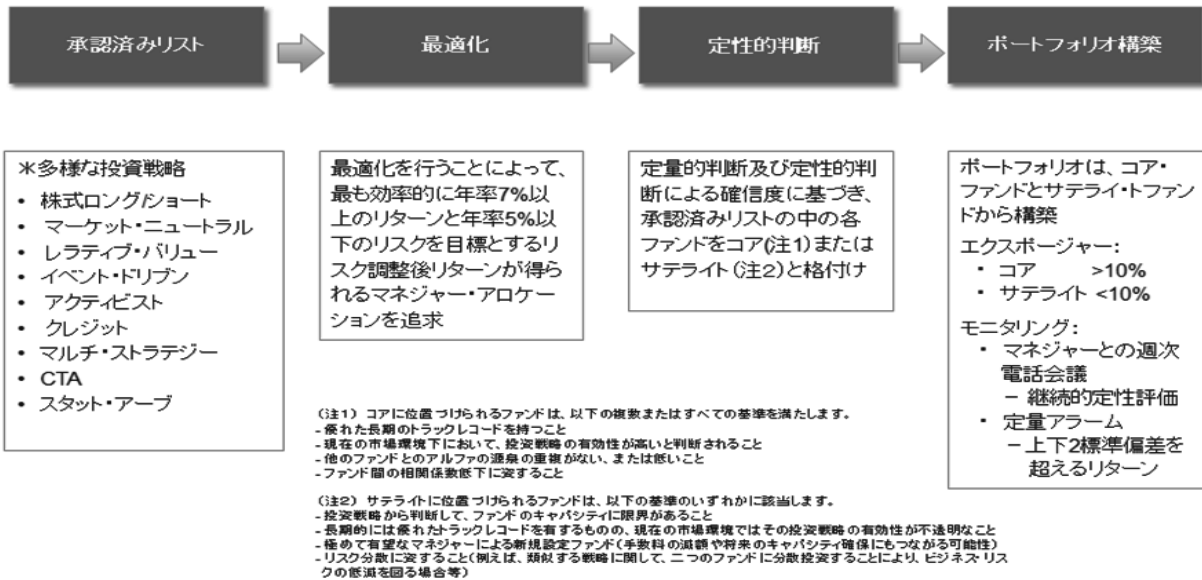 承認済みリスト
最適化
定性的判断
ポートフォリオ構築
＊多様な投資戦略
• 株式ロング/ショート
• マーケット・ニュートラル
• レラティブ・バリュー
• イベント・ドリブン
• アクティビスト
• クレジット
• マルチ・ストラテジー
• CTA
• スタット・アーブ
最適化を行うことによって、
最も効率的に年率7%以
上のリターンと年率5%以
下のリスクを目標とするリ
スク調整後リターンが得ら
れるマネジャー・アロケー
ションを追求
定量的判断及び定性的判
断による確信度に基づき、
承認済みリストの中の各
ファンドをコア(注1)または
サテライト（注2）と格付け
ポートフォリオは、コア・
ファンドとサテライ・トファン
ドから構築
エクスポージャー：
・ コア >10%
・ サテライト <10%
モニタリング：
・ マネジャーとの週次
電話会議
－ 継続的定性評価
・ 定量アラーム
－上下2標準偏差を
超えるリターン
（注1） コアに位置づけられるファンドは、以下の複数またはすべての基準を満たします。
- 優れた長期のトラックレコードを持つこと
- 現在の市場環境下において、投資戦略の有効性が高いと判断されること
- 他のファンドとのアルファの源泉の重複がない、または低いこと
- ファンド間の相関係数低下に資すること
（注2） サテライトに位置づけられるファンドは、以下の基準のいずれかに該当します。
- 投資戦略から判断して、ファンドのキャパシティに限界があること
- 長期的には優れたトラックレコードを有するものの、現在の市場環境ではその投資戦略の有効性が不透明なこと
- 極めて有望なマネジャーによる新規設定ファンド（手数料の減額や将来のキャパシティ確保にもつながる可能性）
- リスク分散に資すること（例えば、類似する戦略に関して、二つのファンドに分散投資することにより、ビジネス・リス
クの低減を図る場合等）